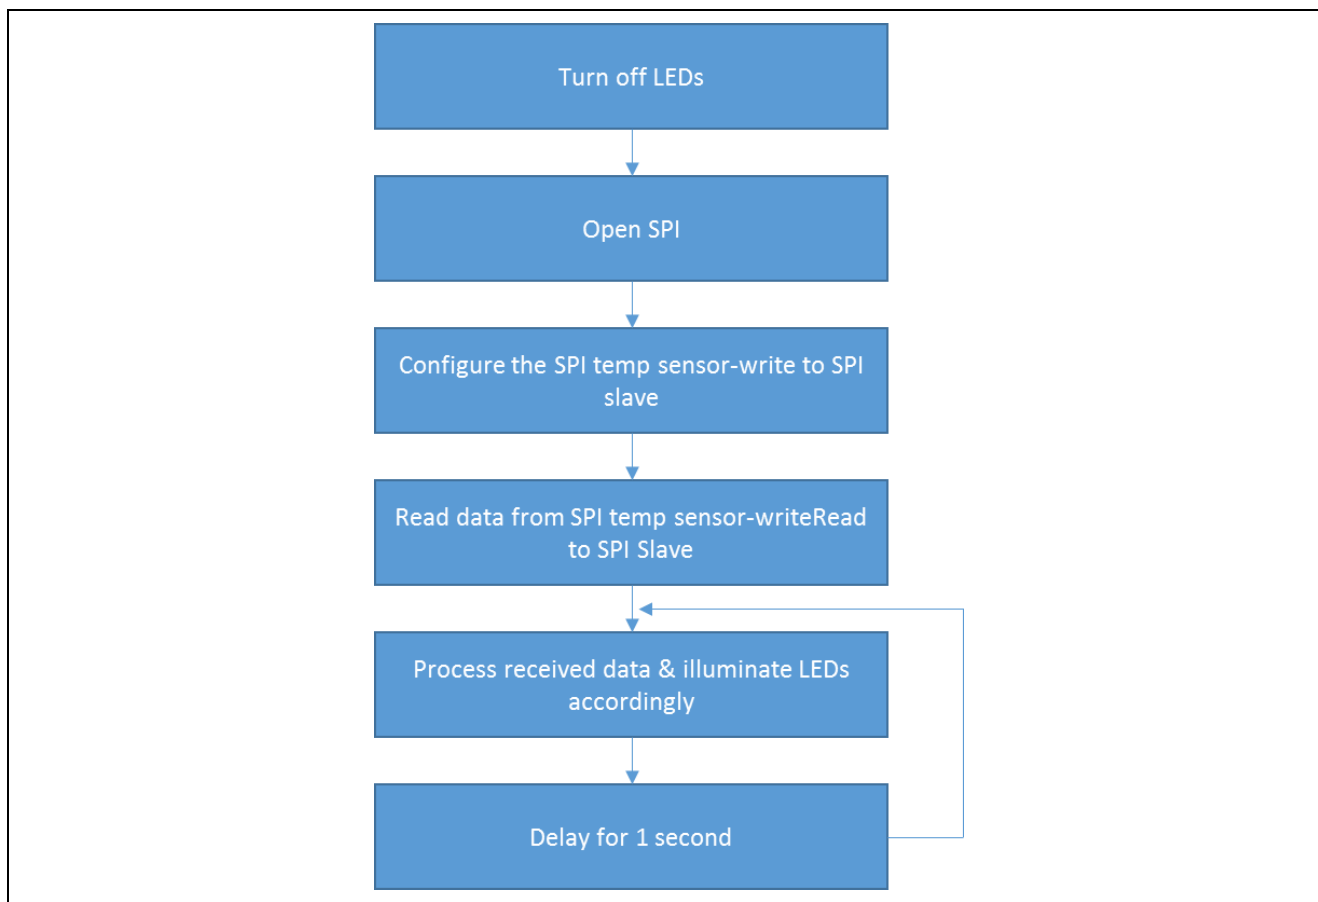 Turn off LEDs
Open SPI
Configure the SPI temp sensor-write to SPI
slave
Read data from SPI temp sensor-writeRead
to SPI Slave
Process received data & illuminate LEDs
accordingly
Delay for 1 second